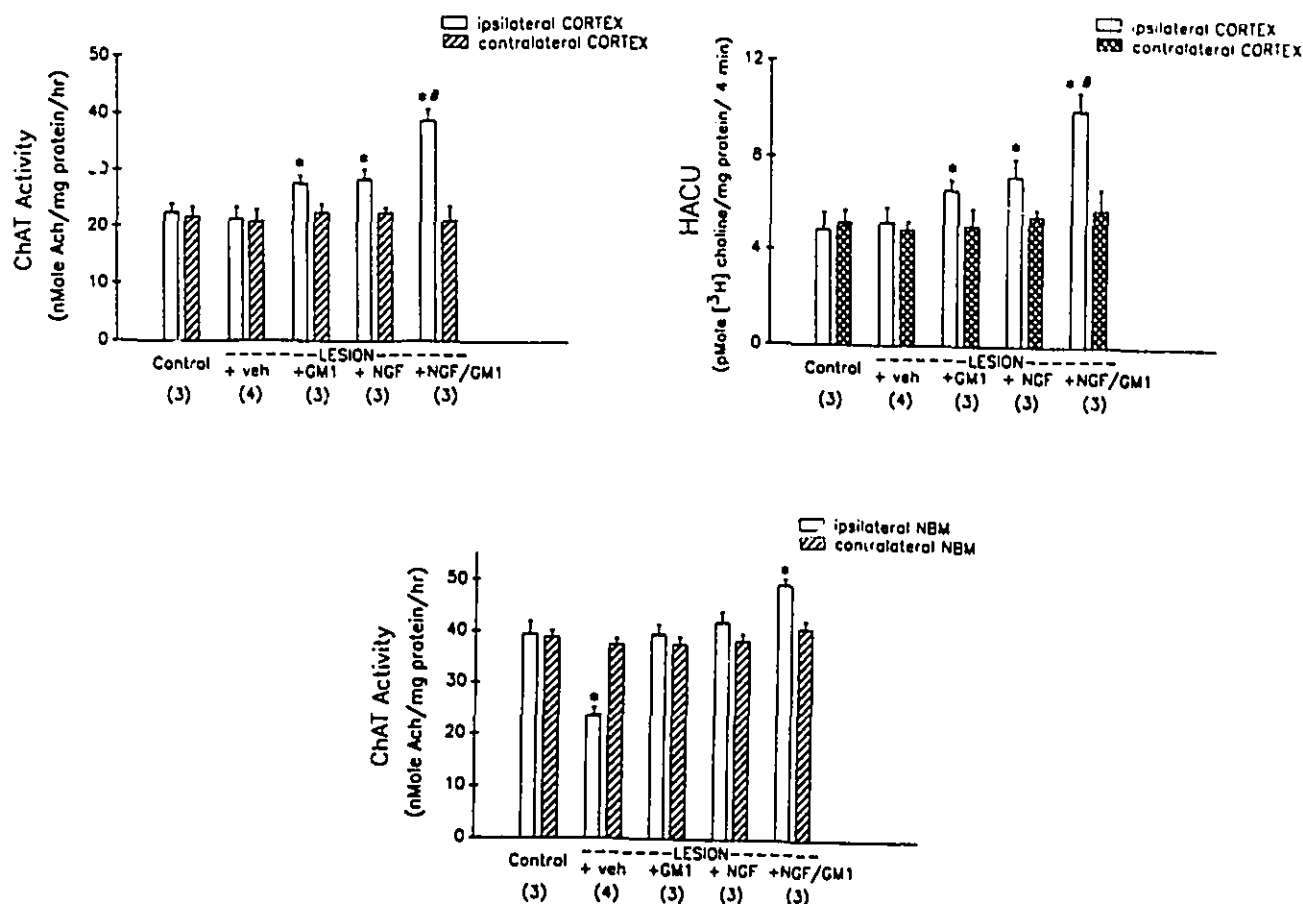 ipsilateral CORTEX
contralateral CORTEX
ChAT Activity
(nMole Ach/mg protein/hr)
50
40
30
20
10
0
*#
*
*
Control
-----LESION-----
+ veh
+GM1
+ NGF
+NGF/GM1
(3)
(4)
(3)
(3)
(3)
ipsilateral CORTEX
contralateral CORTEX
HACU
(pMole [³H] choline/mg protein/ 4 min)
12
8
4
0
*#
*
*
Control
-----LESION-----
+ veh
+GM1
+ NGF
+NGF/GM1
(3)
(4)
(3)
(3)
(3)
ipsilateral NBM
contralateral NBM
ChAT Activity
(nMole Ach/mg protein/hr)
50
40
30
20
10
0
*
*
Control
-----LESION-----
+ veh
+GM1
+ NGF
+NGF/GM1
(3)
(4)
(3)
(3)
(3)